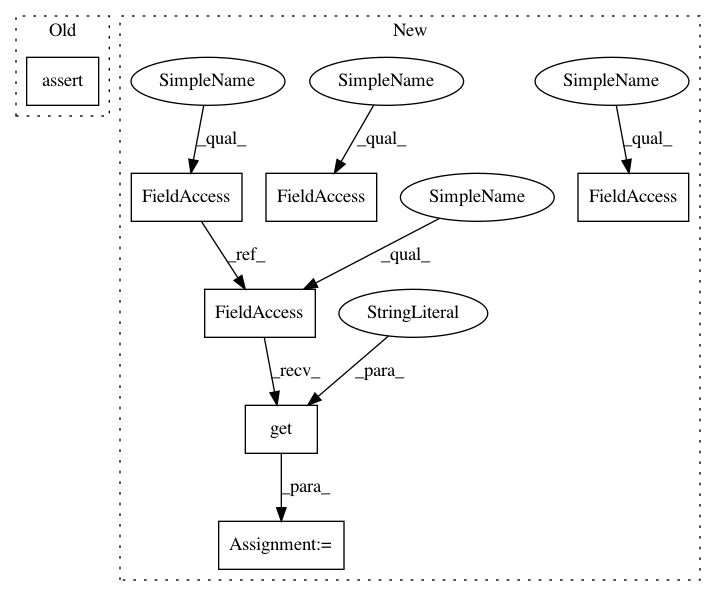 Old
New
assert
SimpleName
SimpleName
SimpleName
_qual_
_qual_
_qual_
FieldAccess
FieldAccess
SimpleName
FieldAccess
_ref_
_qual_
FieldAccess
StringLiteral
_recv_
_para_
get
_para_
Assignment:=